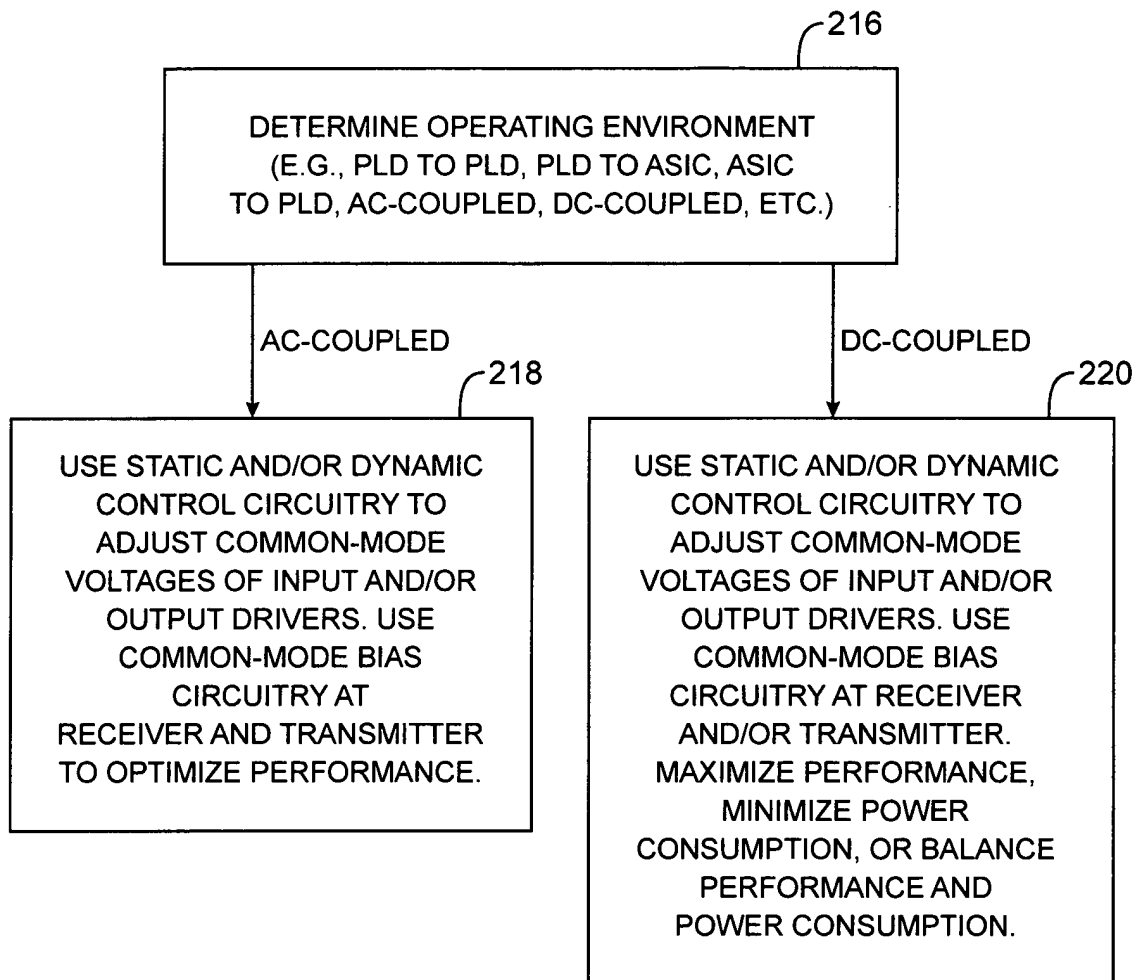 216
DETERMINE OPERATING ENVIRONMENT
(E.G., PLD TO PLD, PLD TO ASIC, ASIC
TO PLD, AC-COUPLED, DC-COUPLED, ETC.)
AC-COUPLED
DC-COUPLED
218
USE STATIC AND/OR DYNAMIC
CONTROL CIRCUITRY TO
ADJUST COMMON-MODE
VOLTAGES OF INPUT AND/OR
OUTPUT DRIVERS. USE
COMMON-MODE BIAS
CIRCUITRY AT
RECEIVER AND TRANSMITTER
TO OPTIMIZE PERFORMANCE.
220
USE STATIC AND/OR DYNAMIC
CONTROL CIRCUITRY TO
ADJUST COMMON-MODE
VOLTAGES OF INPUT AND/OR
OUTPUT DRIVERS. USE
COMMON-MODE BIAS
CIRCUITRY AT RECEIVER
AND/OR TRANSMITTER.
MAXIMIZE PERFORMANCE,
MINIMIZE POWER
CONSUMPTION, OR BALANCE
PERFORMANCE AND
POWER CONSUMPTION.